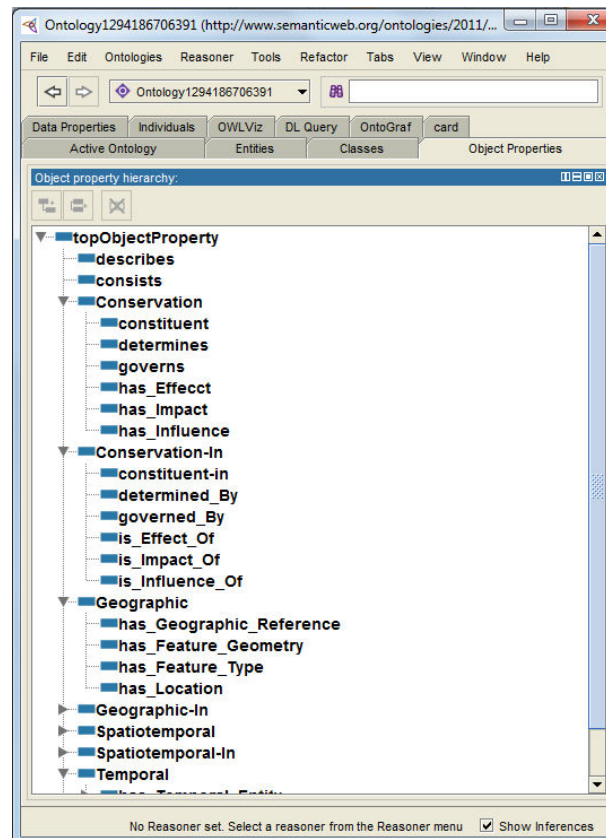 Ontology1294186706391 (http://www.semanticweb.org/ontologies/2011/...
File Edit Ontologies Reasoner Tools Refactor Tabs View Window Help
Ontology1294186706391
Data Properties Individuals OWLViz DL Query OntoGraf card
Active Ontology Entities Classes Object Properties
Object property hierarchy:
topObjectProperty
describes
consists
Conservation
constituent
determines
governs
has_Effecct
has_Impact
has_Influence
Conservation-In
constituent-in
determined_By
governed_By
is_Effect_Of
is_Impact_Of
is_Influence_Of
Geographic
has_Geographic_Reference
has_Feature_Geometry
has_Feature_Type
has_Location
Geographic-In
Spatiotemporal
Spatiotemporal-In
Temporal
has_Temporal_Entity
No Reasoner set. Select a reasoner from the Reasoner menu Show Inferences